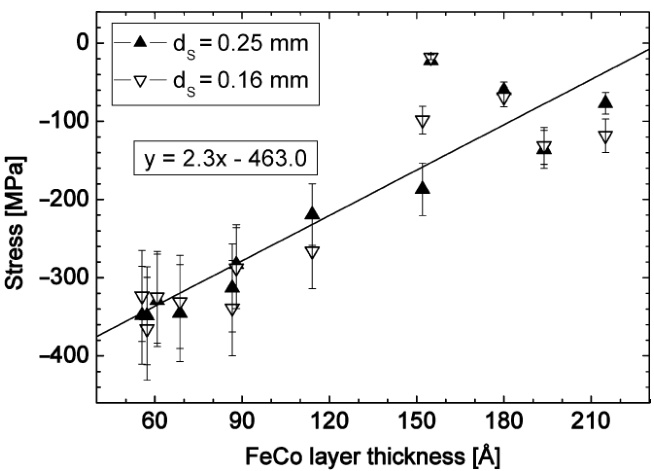 0
−100
−200
−300
−400
Stress [MPa]
d_S = 0.25 mm
d_S = 0.16 mm
y = 2.3x - 463.0
60 90 120 150 180 210
FeCo layer thickness [Å]